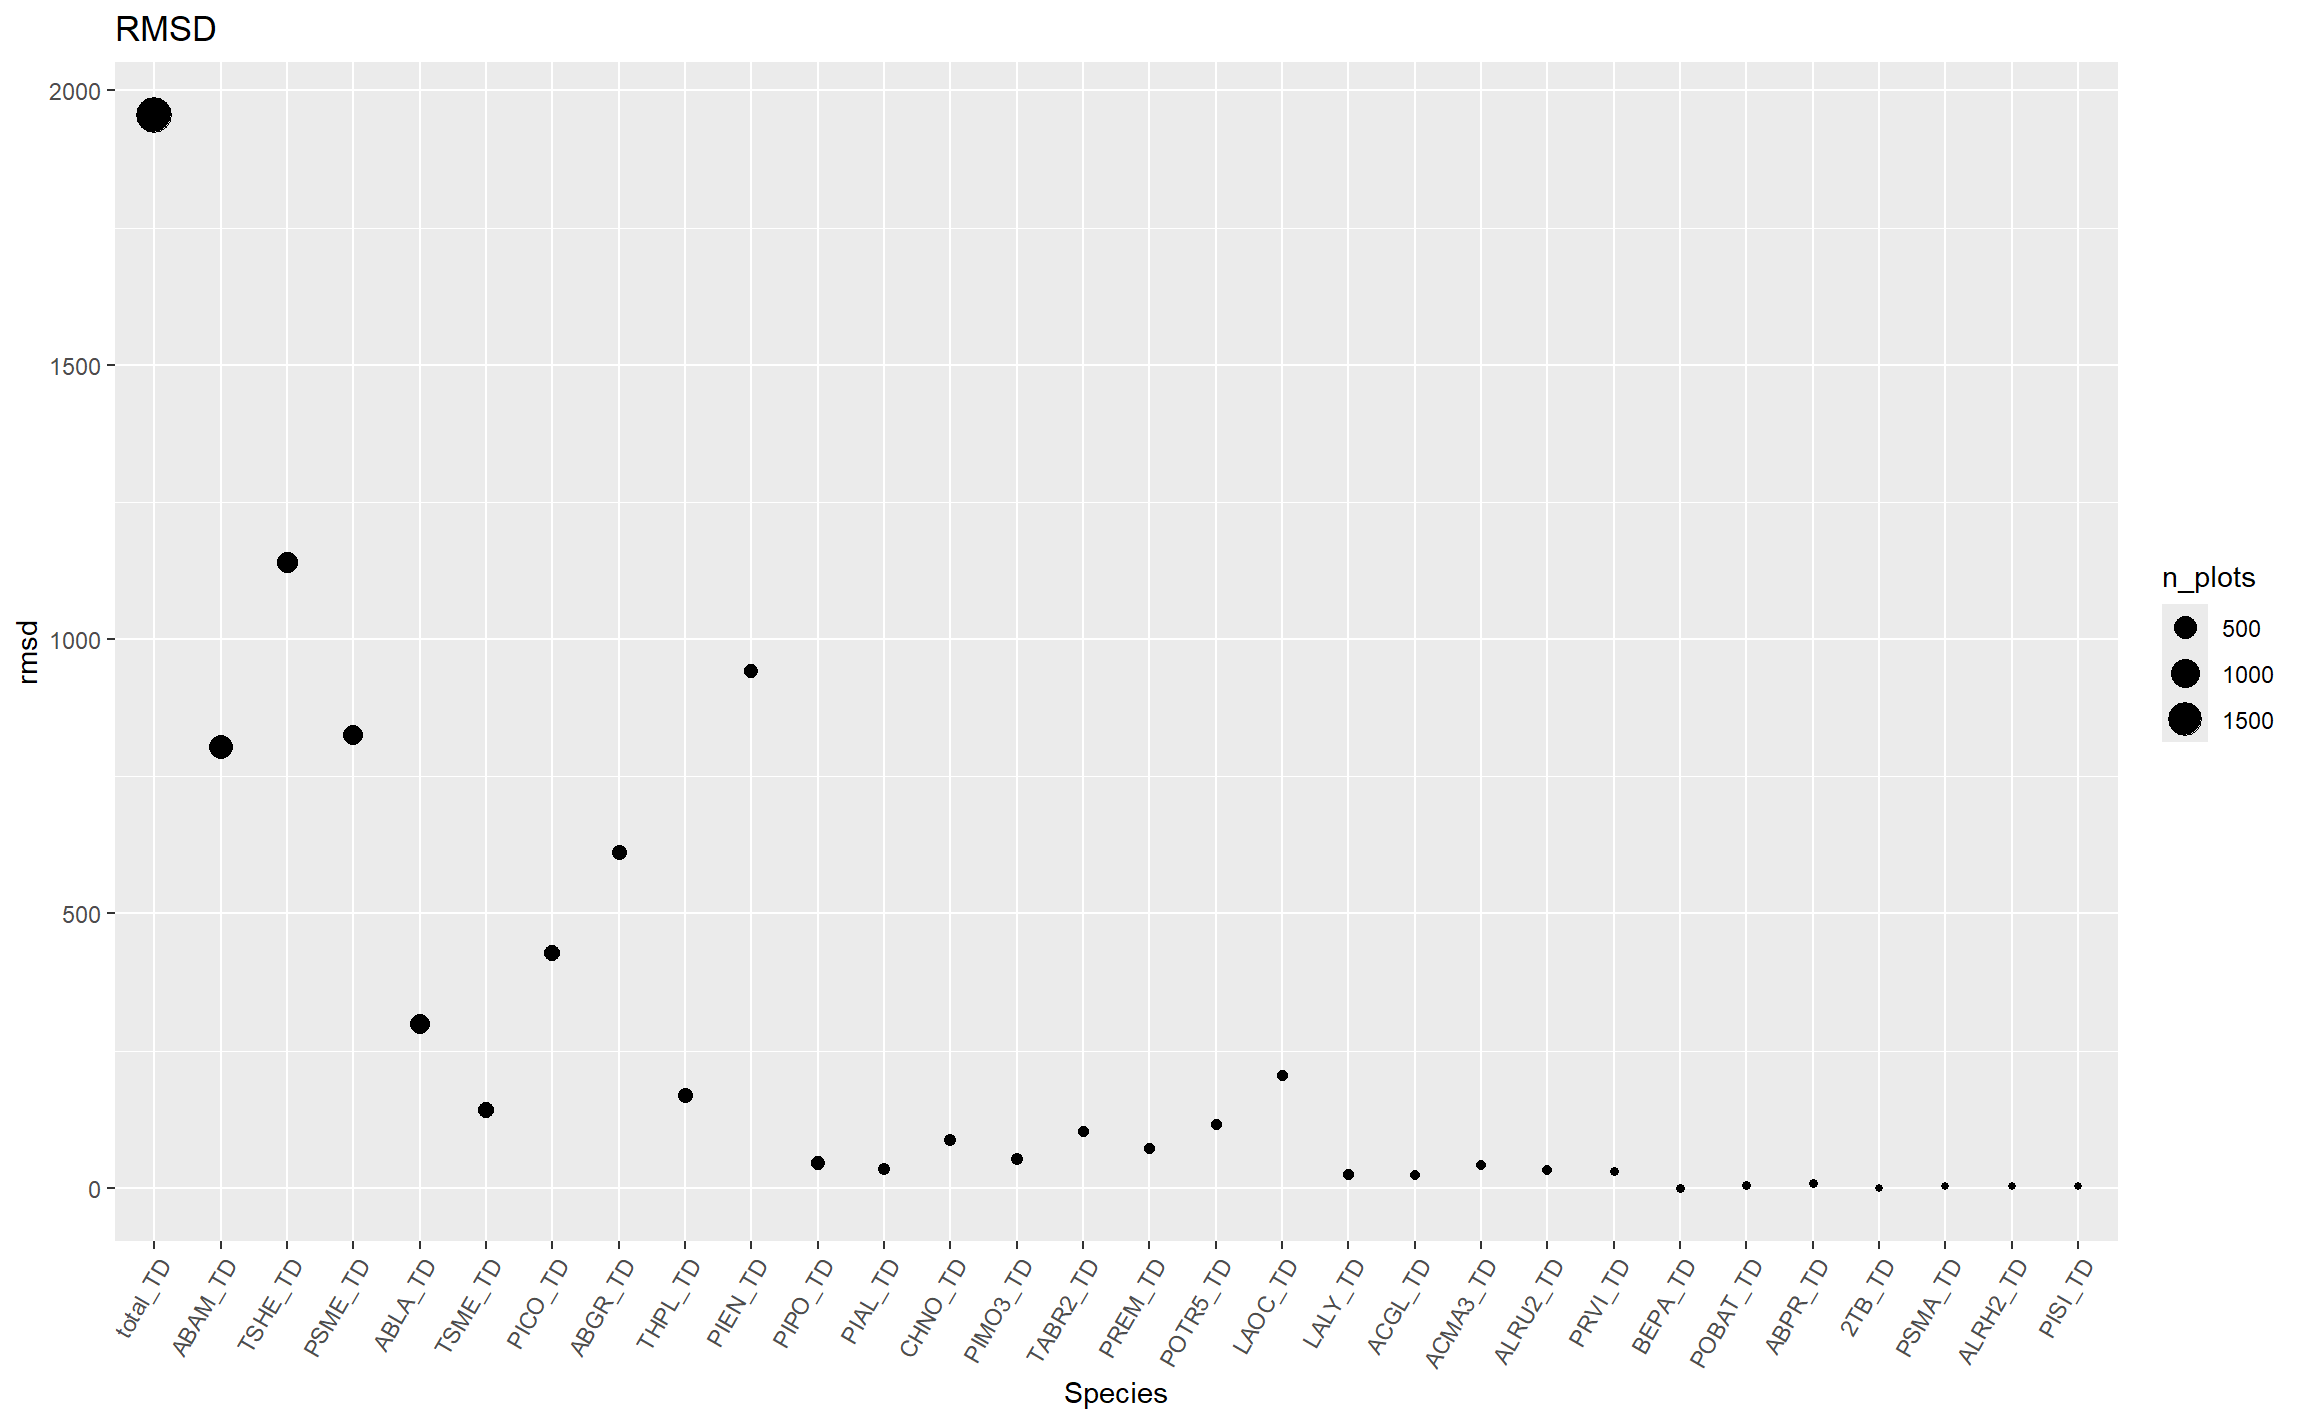 RMSD
2000
1500
1000
500
0
rmsd
total_TD
ABAM_TD
TSHE_TD
PSME_TD
ABLA_TD
TSME_TD
PICO_TD
ABGR_TD
THPL_TD
PIEN_TD
PIPO_TD
PIAL_TD
CHNO_TD
PIMO3_TD
TABR2_TD
PREM_TD
POTR5_TD
LAOC_TD
LALY_TD
ACGL_TD
ACMA3_TD
ALRU2_TD
PRVI_TD
BEPA_TD
POBAT_TD
ABPR_TD
2TB_TD
PSMA_TD
ALRH2_TD
PISI_TD
Species
n_plots
500
1000
1500